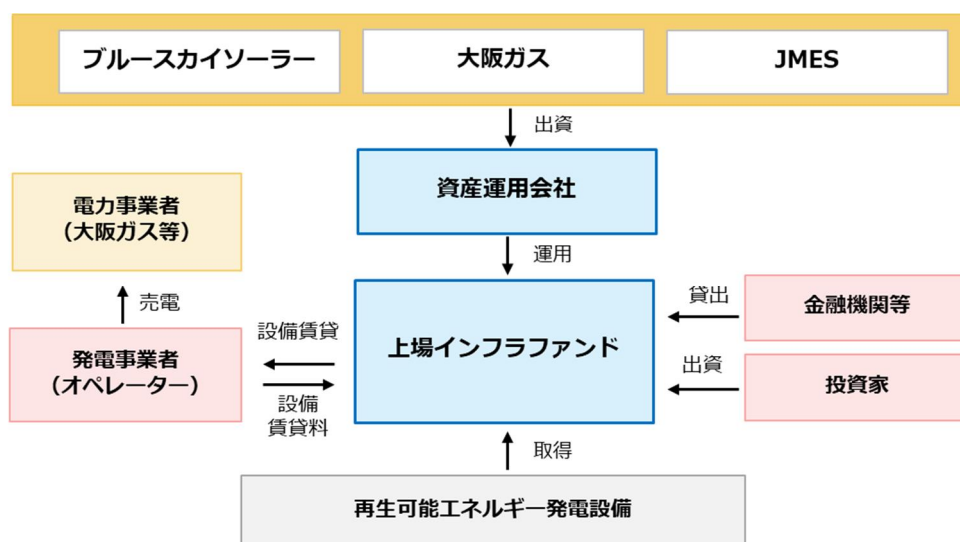 ブルースカイソーラー
大阪ガス
JMES
出資
資産運用会社
電力事業者
（大阪ガス等）
運用
売電
設備賃貸
上場インフラファンド
貸出
金融機関等
発電事業者
（オペレーター）
出資
投資家
設備
賃貸料
取得
再生可能エネルギー発電設備